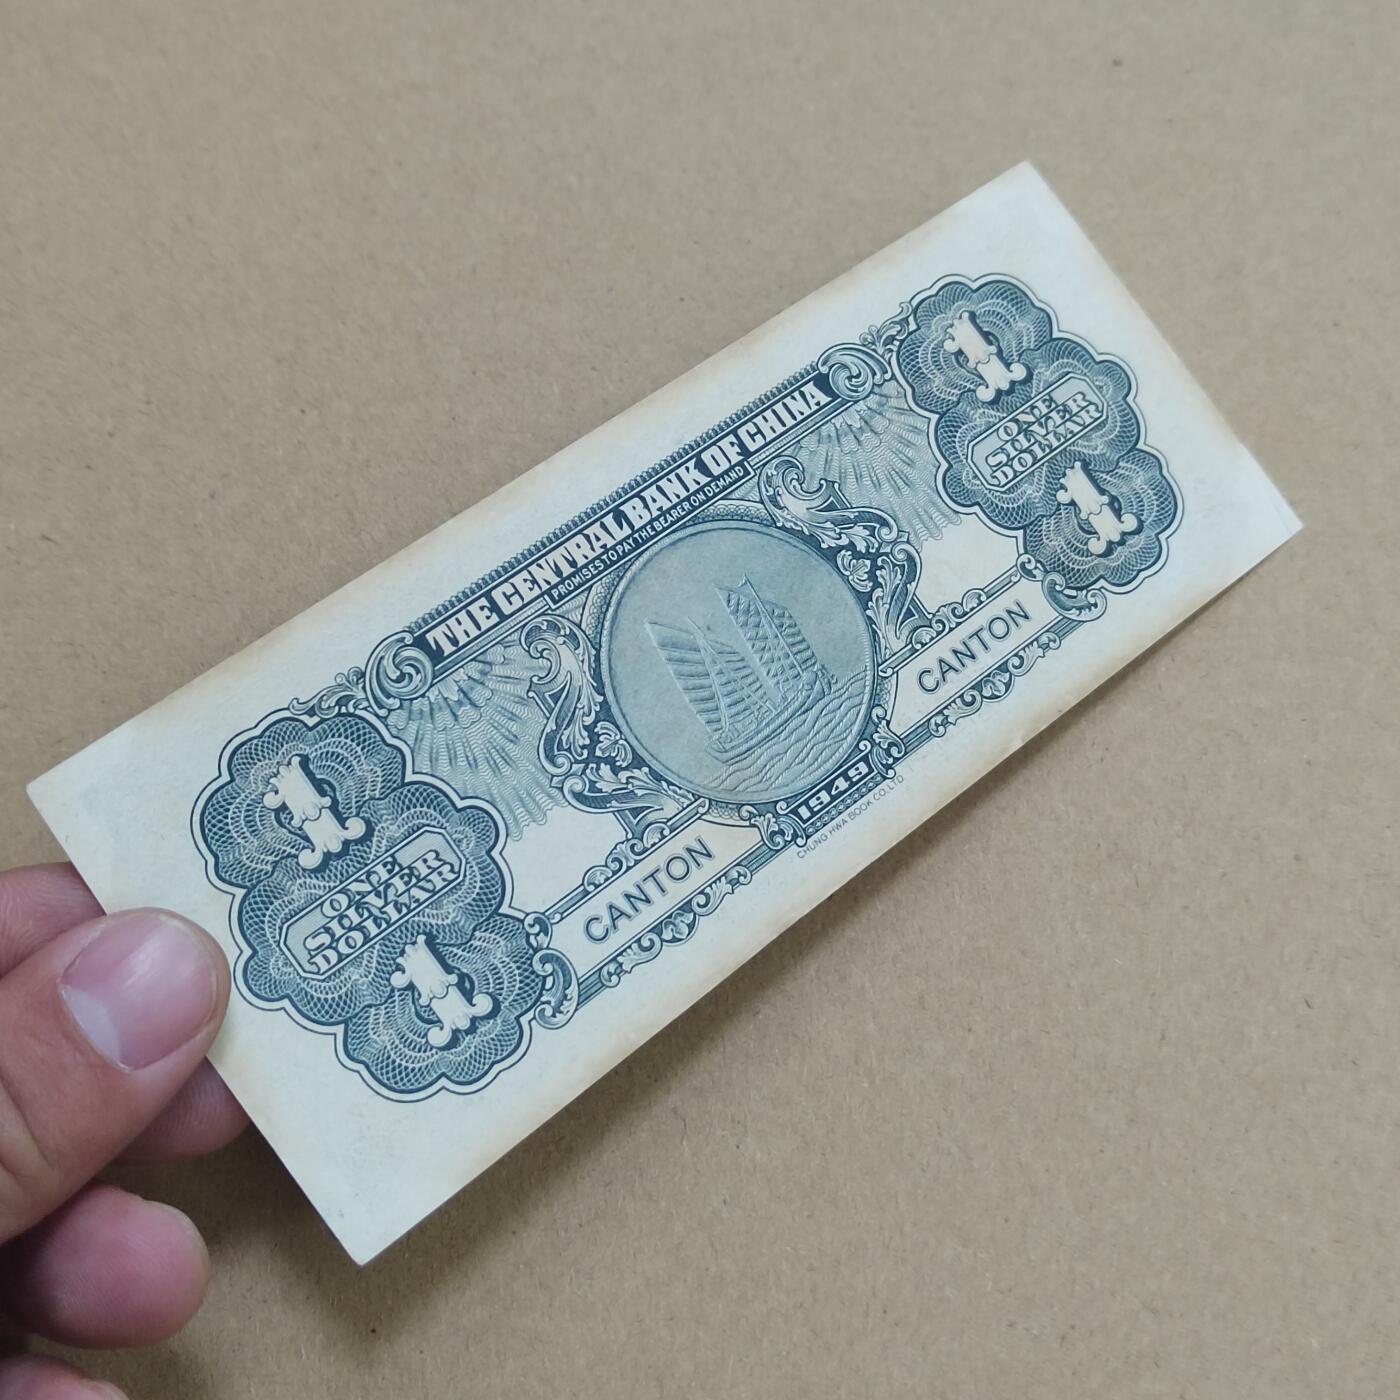 THE CENTRAL BANK OF CHINA
PROMISES TO PAY THE BEARER ON DEMAND
1
ONE
SILVER
DOLLAR
1
1
ONE
SILVER
DOLLAR
1
CANTON
1949
CANTON
CHUNG HWA BOOK CO. LTD